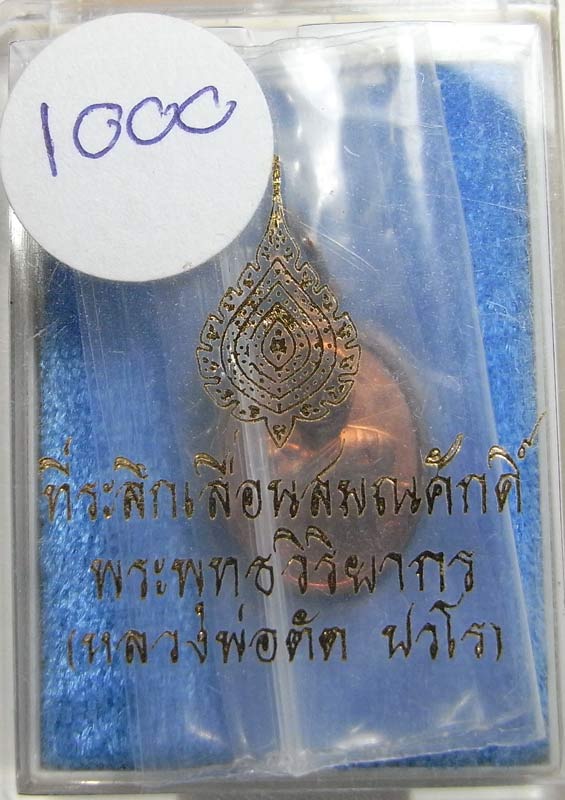 1000
ที่ระลึกเลื่อนสมณศักดิ์
พระพุทธวิริยากร
(หลวงพ่อตัด ปวโร)